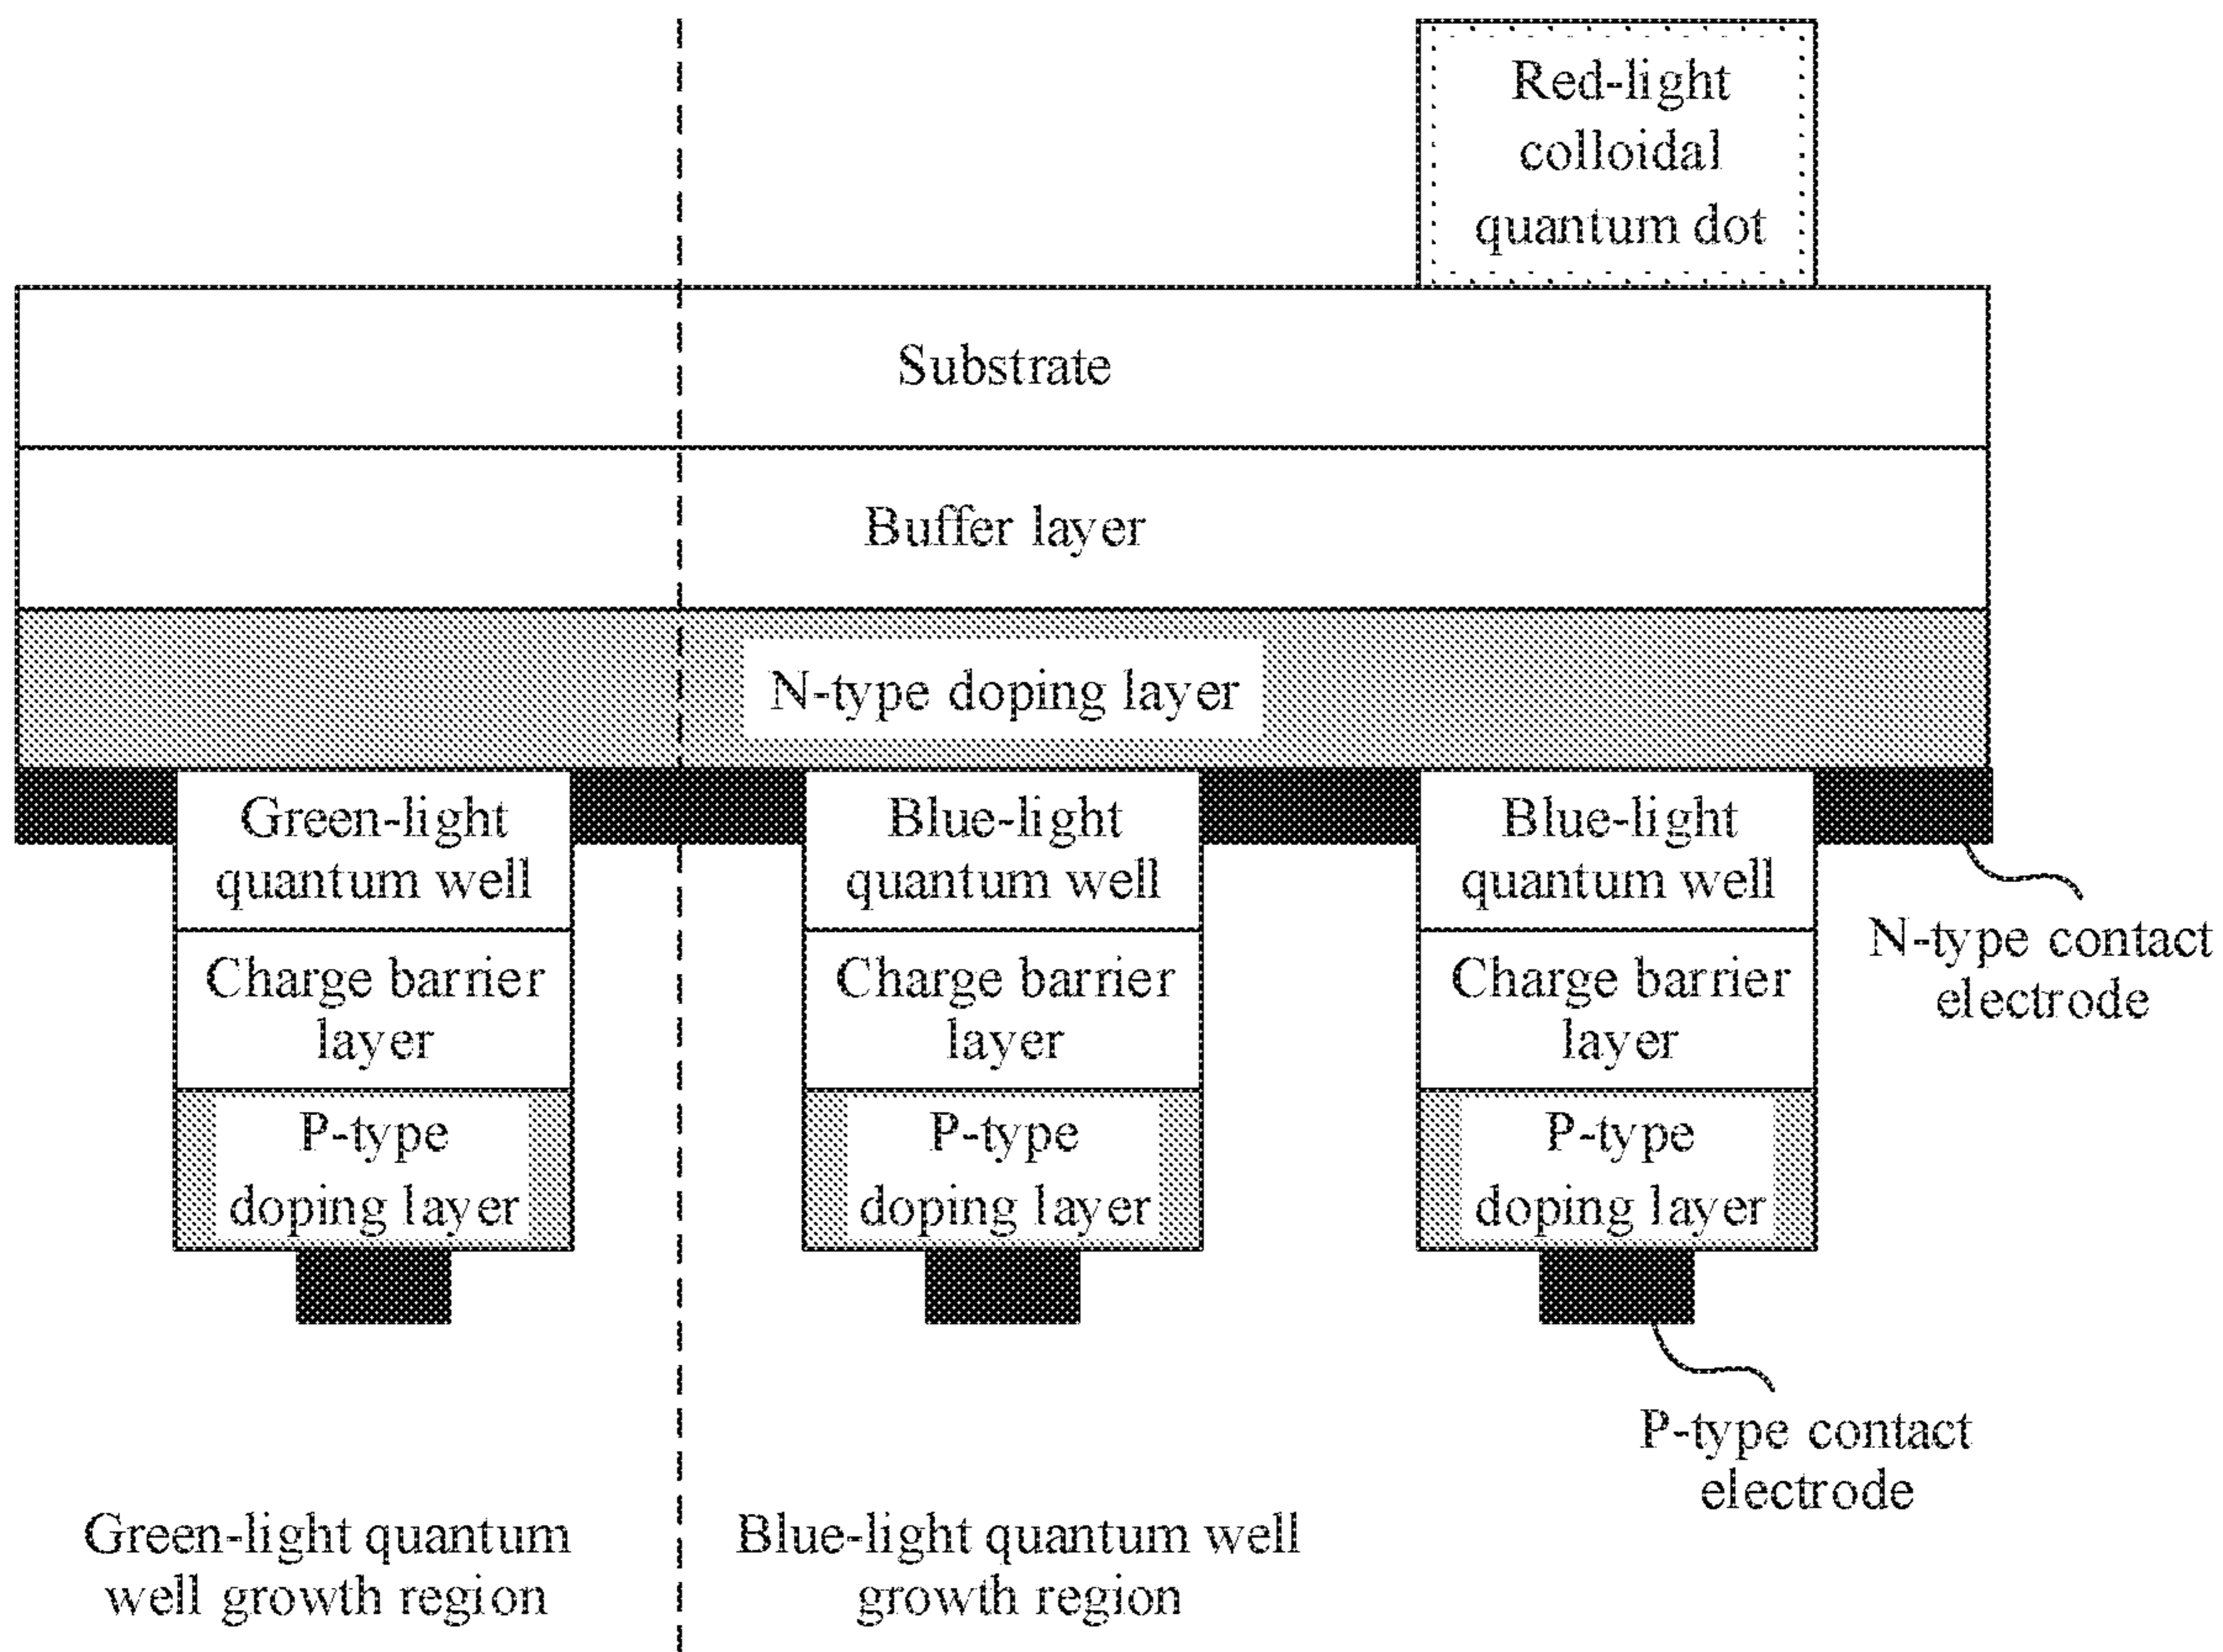 Red-light
colloidal
quantum dot
Substrate
Buffer layer
N-type doping layer
Green-light
quantum well
Blue-light
quantum well
Blue-light
quantum well
N-type contact
electrode
Charge barrier
layer
Charge barrier
layer
Charge barrier
layer
P-type
doping layer
P-type
doping layer
P-type
doping layer
P-type contact
electrode
Green-light quantum
well growth region
Blue-light quantum well
growth region